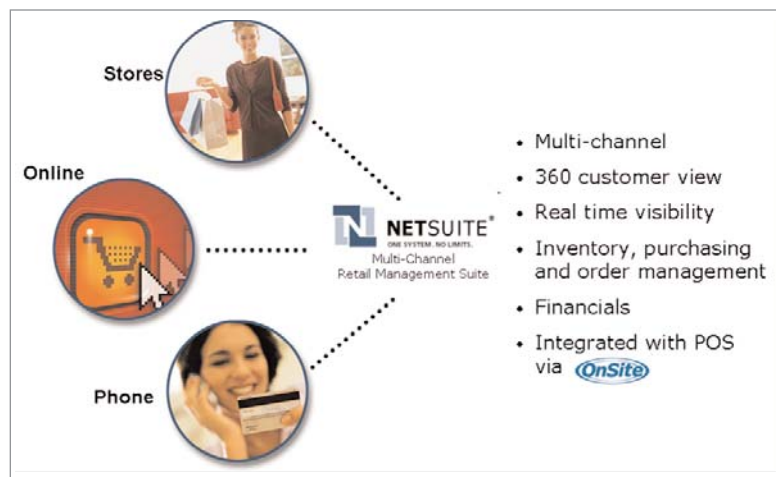 Stores
Online
Phone
N NETSUITE®
ONE SYSTEM. NO LIMITS.
Multi-Channel
Retail Management Suite
• Multi-channel
• 360 customer view
• Real time visibility
• Inventory, purchasing
and order management
• Financials
• Integrated with POS
via OnSite